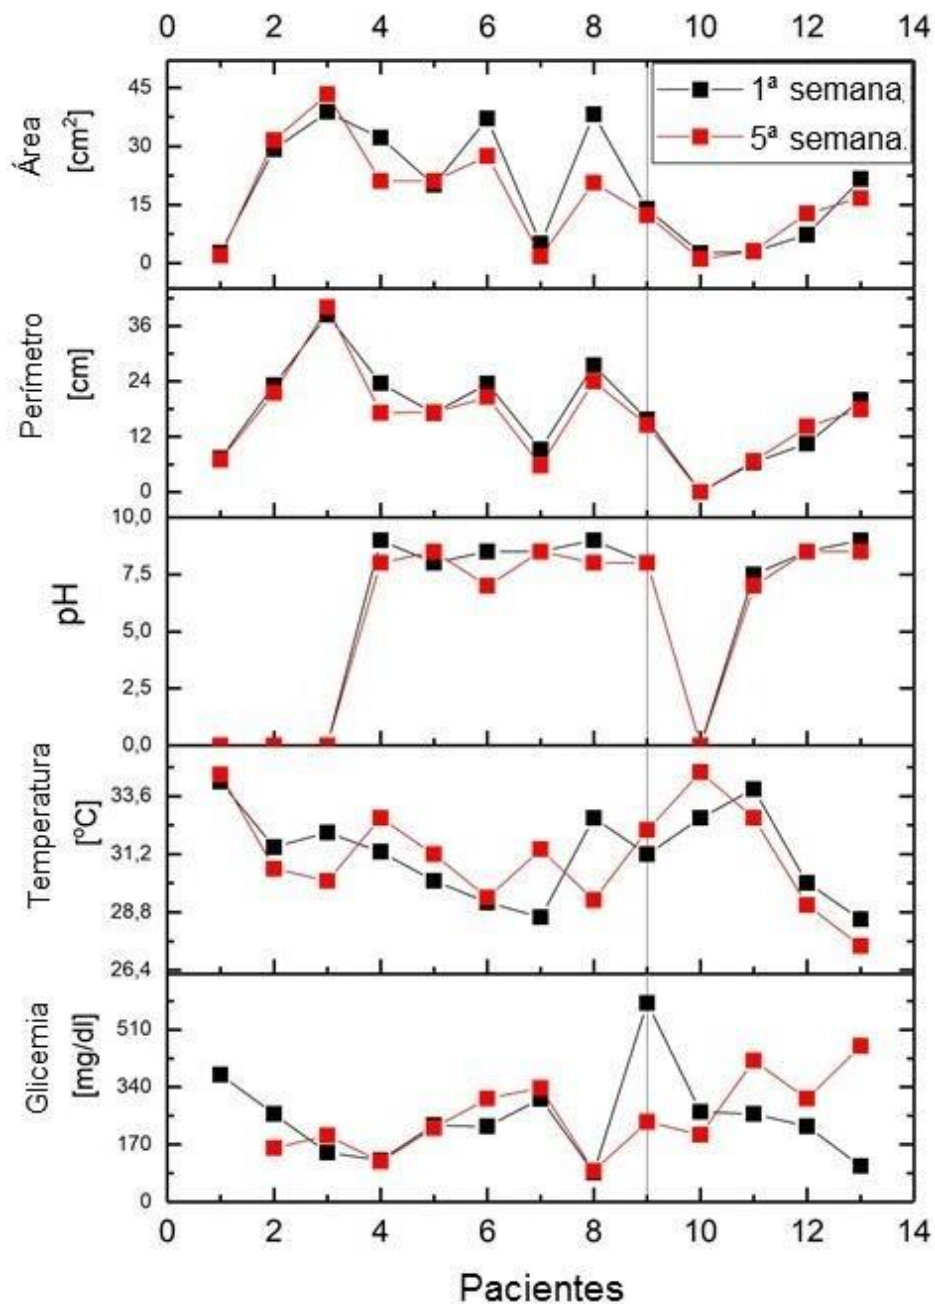 0 2 4 6 8 10 12 14
1ª semana
5ª semana.
Área
[cm²]
45
30
15
0
Perímetro
[cm]
36
24
12
0
pH
10,0
7,5
5,0
2,5
0,0
Temperatura
[ºC]
33,6
31,2
28,8
26,4
Glicemia
[mg/dl]
510
340
170
0
0 2 4 6 8 10 12 14
Pacientes